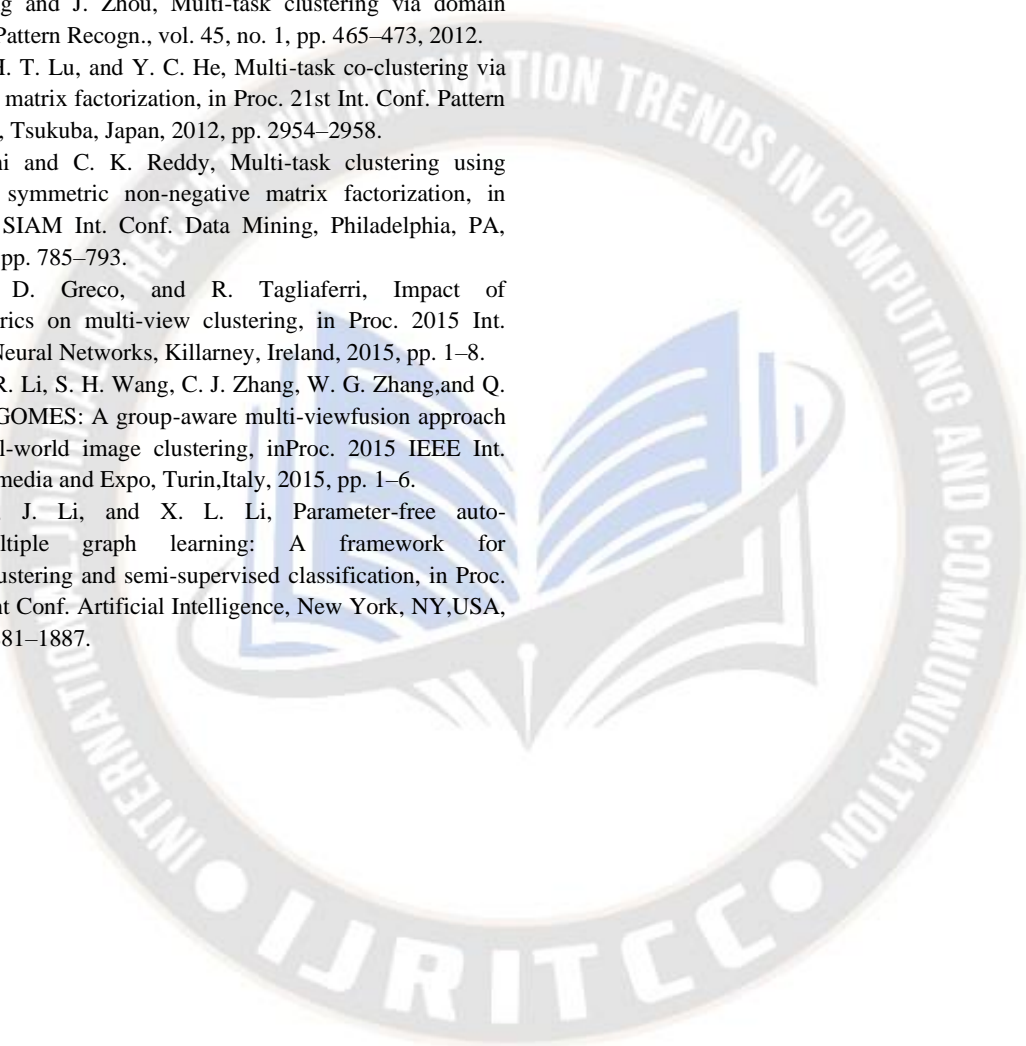 g and J. Zhou, Multi-task clustering via domain
Pattern Recogn., vol. 45, no. 1, pp. 465–473, 2012.
H. T. Lu, and Y. C. He, Multi-task co-clustering via
matrix factorization, in Proc. 21st Int. Conf. Pattern
, Tsukuba, Japan, 2012, pp. 2954–2958.
ni and C. K. Reddy, Multi-task clustering using
symmetric non-negative matrix factorization, in
SIAM Int. Conf. Data Mining, Philadelphia, PA,
pp. 785–793.
D. Greco, and R. Tagliaferri, Impact of
rics on multi-view clustering, in Proc. 2015 Int.
Neural Networks, Killarney, Ireland, 2015, pp. 1–8.
R. Li, S. H. Wang, C. J. Zhang, W. G. Zhang,and Q.
GOMES: A group-aware multi-viewfusion approach
l-world image clustering, inProc. 2015 IEEE Int.
media and Expo, Turin,Italy, 2015, pp. 1–6.
J. Li, and X. L. Li, Parameter-free auto-
ltiple graph learning: A framework for
ustering and semi-supervised classification, in Proc.
nt Conf. Artificial Intelligence, New York, NY,USA,
81–1887.
INTERNATIONAL JOURNAL ON RECENT AND INNOVATION TRENDS IN COMPUTING AND COMMUNICATION
IJRITCC